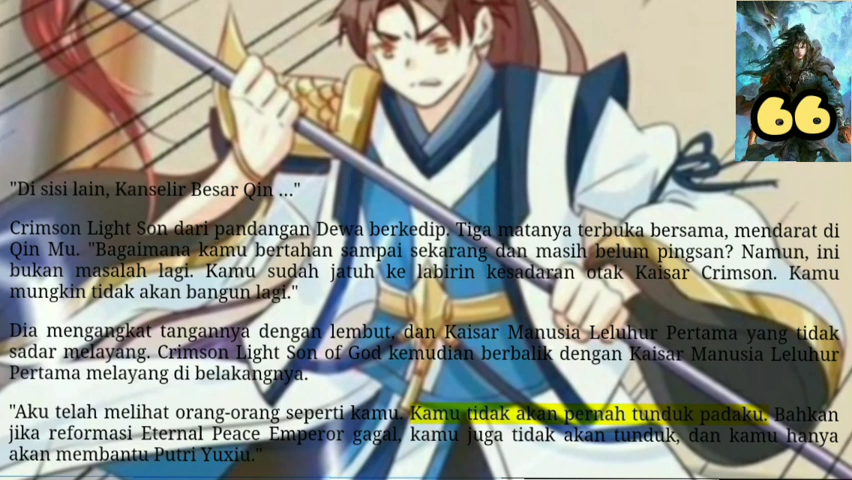 66
"Di sisi lain, Kanselir Besar Qin ..."
Crimson Light Son dari pandangan Dewa berkedip. Tiga matanya terbuka bersama, mendarat di
Qin Mu. "Bagaimana kamu bertahan sampai sekarang dan masih belum pingsan? Namun, ini
bukan masalah lagi. Kamu sudah jatuh ke labirin kesadaran otak Kaisar Crimson. Kamu
mungkin tidak akan bangun lagi."
Dia mengangkat tangannya dengan lembut, dan Kaisar Manusia Leluhur Pertama yang tidak
sadar melayang. Crimson Light Son of God kemudian berbalik dengan Kaisar Manusia Leluhur
Pertama melayang di belakangnya.
"Aku telah melihat orang-orang seperti kamu. Kamu tidak akan pernah tunduk padaku. Bahkan
jika reformasi Eternal Peace Emperor gagal, kamu juga tidak akan tunduk, dan kamu hanya
akan membantu Putri Yuxiu."